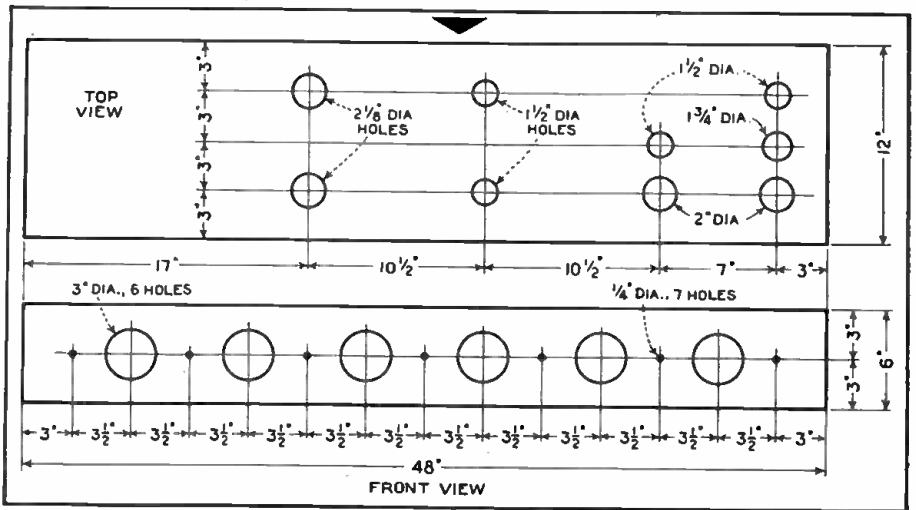 TOP
VIEW
3"
3"
3"
3"
2 1/8" DIA
HOLES
1 1/2" DIA
HOLES
1 1/2" DIA.
1 3/4" DIA.
2" DIA
12"
17"
10 1/2"
10 1/2"
7"
3"
3" DIA., 6 HOLES
1/4" DIA., 7 HOLES
3"
3"
6"
3"
3 1/2"
3 1/2"
3 1/2"
3 1/2"
3 1/2"
3 1/2"
3 1/2"
3 1/2"
3 1/2"
3 1/2"
3 1/2"
3 1/2"
3"
48"
FRONT VIEW